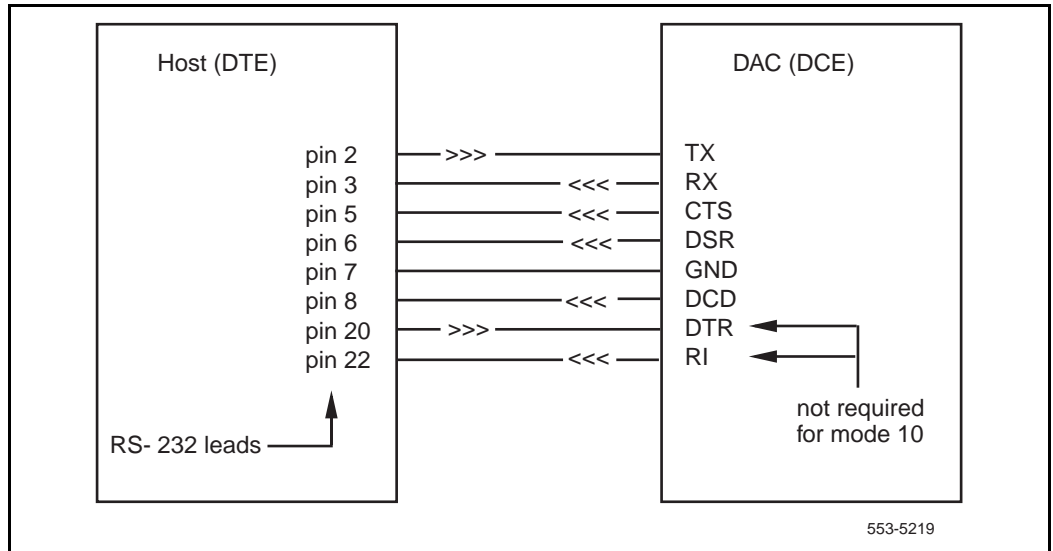 Host (DTE)
DAC (DCE)
pin 2 >>> TX
pin 3 <<< RX
pin 5 <<< CTS
pin 6 <<< DSR
pin 7 GND
pin 8 <<< DCD
pin 20 >>> DTR
pin 22 <<< RI
RS- 232 leads
not required
for mode 10
553-5219